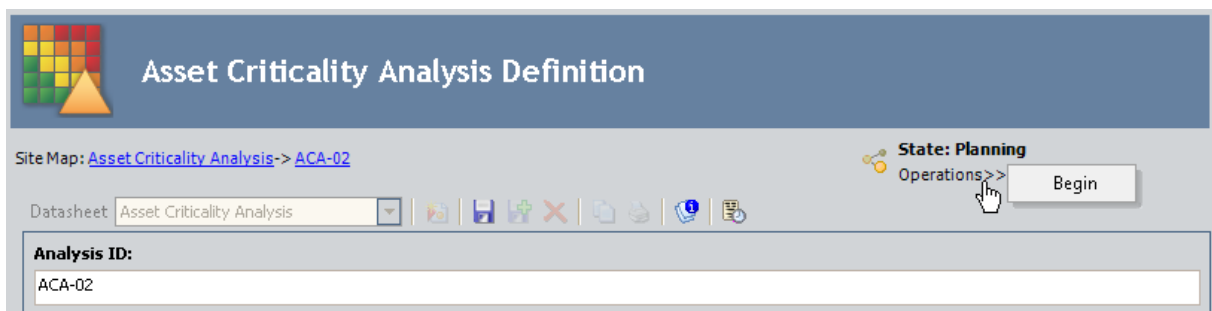 Asset Criticality Analysis Definition
Site Map: Asset Criticality Analysis-> ACA-02
State: Planning
Operations>>
Begin
Datasheet Asset Criticality Analysis
Analysis ID:
ACA-02